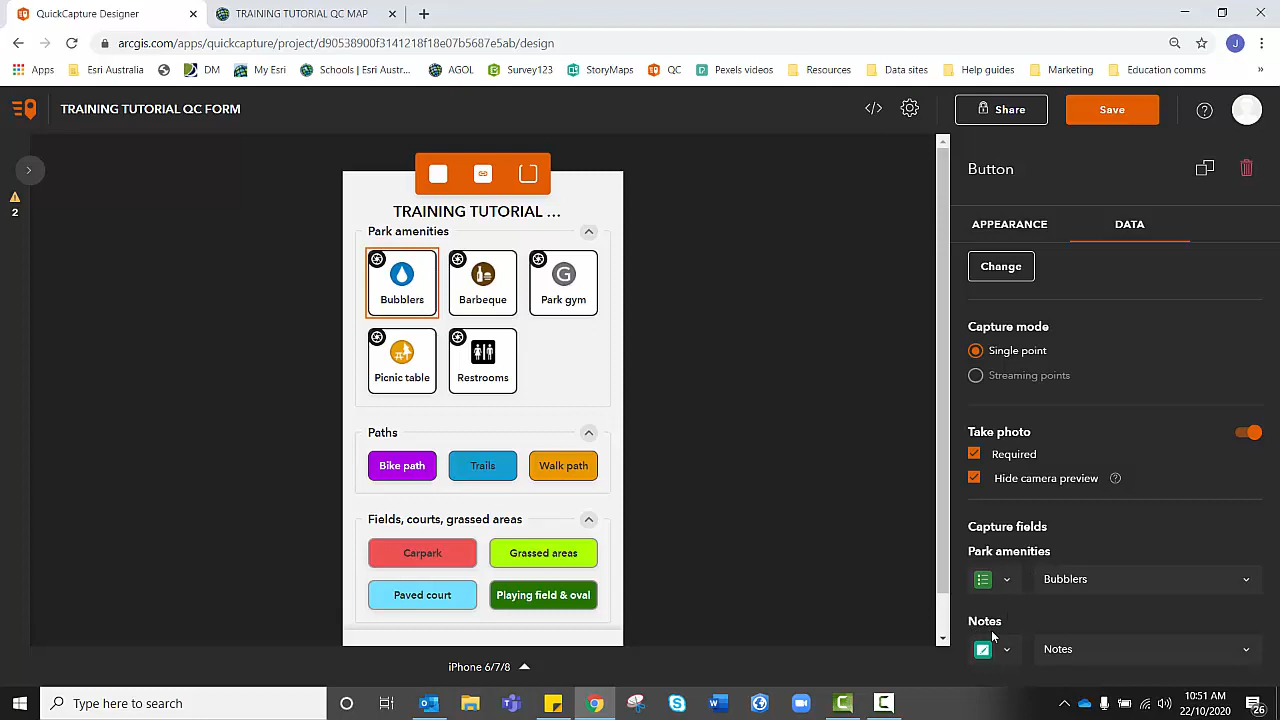 QuickCapture Designer
TRAINING TUTORIAL QC MAP
arcgis.com/apps/quickcapture/project/d90538900f3141218f18e07b5687e5ab/design
J
Apps
Esri Australia
DM
My Esri
Schools | Esri Austr...
AGOL
Survey123
StoryMaps
QC
Pexels videos
Resources
Data sites
Help guides
Marketing
Education comms
»
TRAINING TUTORIAL QC FORM
Share
Save
2
TRAINING TUTORIAL ...
Park amenities
Bubblers
Barbeque
G
Park gym
Picnic table
Restrooms
Paths
Bike path
Trails
Walk path
Fields, courts, grassed areas
Carpark
Grassed areas
Paved court
Playing field & oval
iPhone 6/7/8
Button
APPEARANCE
DATA
Change
Capture mode
Single point
Streaming points
Take photo
Required
Hide camera preview
Capture fields
Park amenities
Bubblers
Notes
Notes
Type here to search
10:51 AM
22/10/2020
26